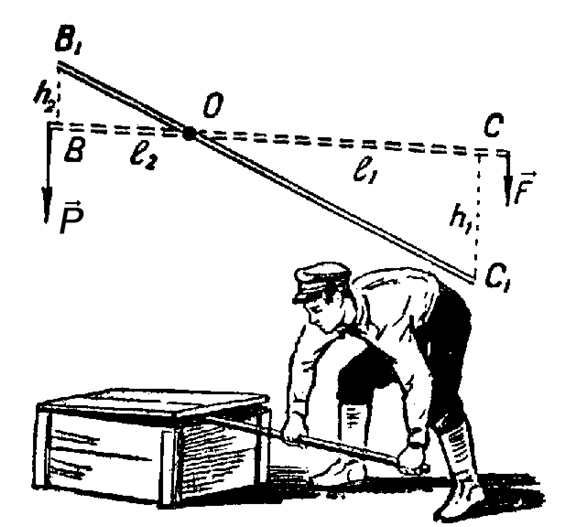 B₁
h₂
O
C
B
l₂
l₁
F⃗
P⃗
h₁
C₁